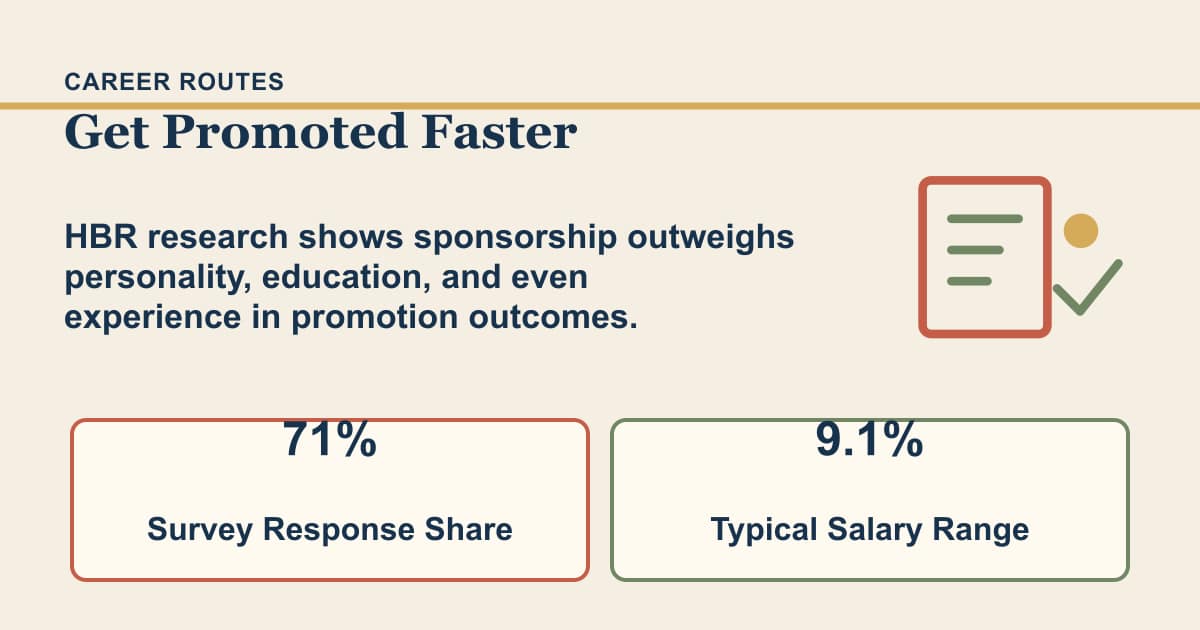 CAREER ROUTES
Get Promoted Faster
HBR research shows sponsorship outweighs
personality, education, and even
experience in promotion outcomes.
71%
Survey Response Share
9.1%
Typical Salary Range